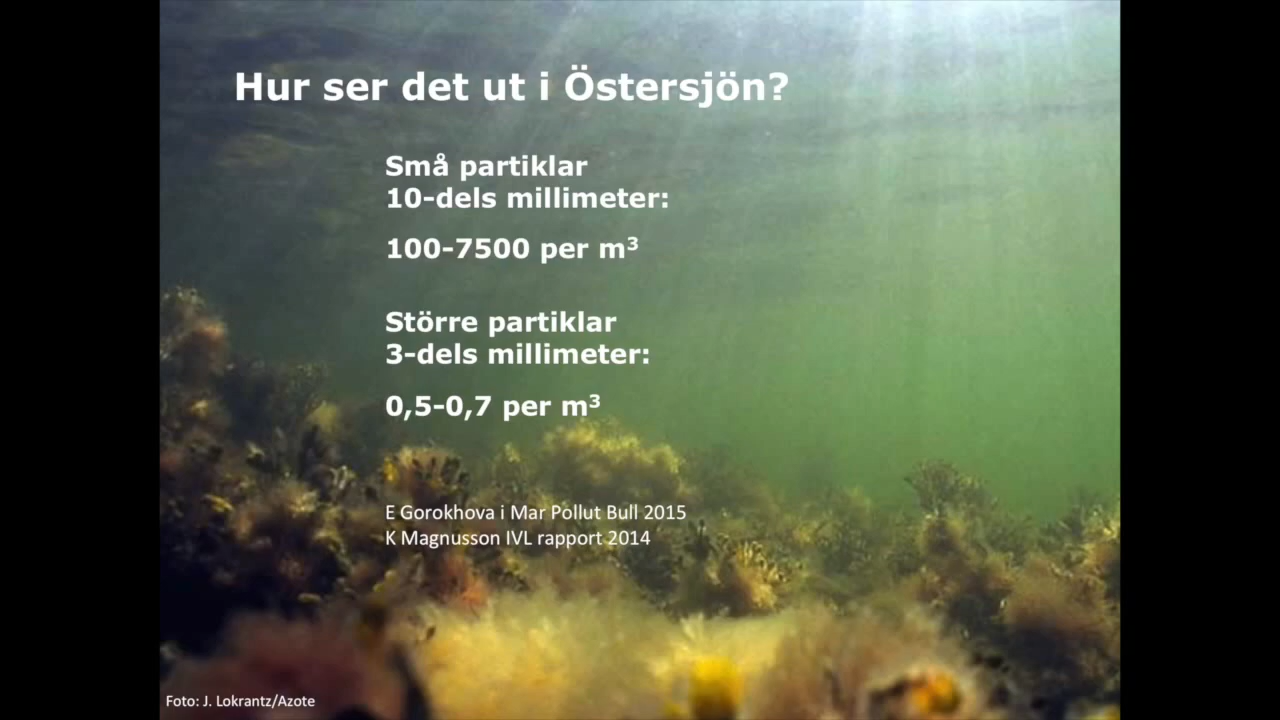 Hur ser det ut i Östersjön?
Små partiklar
10-dels millimeter:
100-7500 per m³
Större partiklar
3-dels millimeter:
0,5-0,7 per m³
E Gorokhova i Mar Pollut Bull 2015
K Magnusson IVL rapport 2014
Foto: J. Lokrantz/Azote